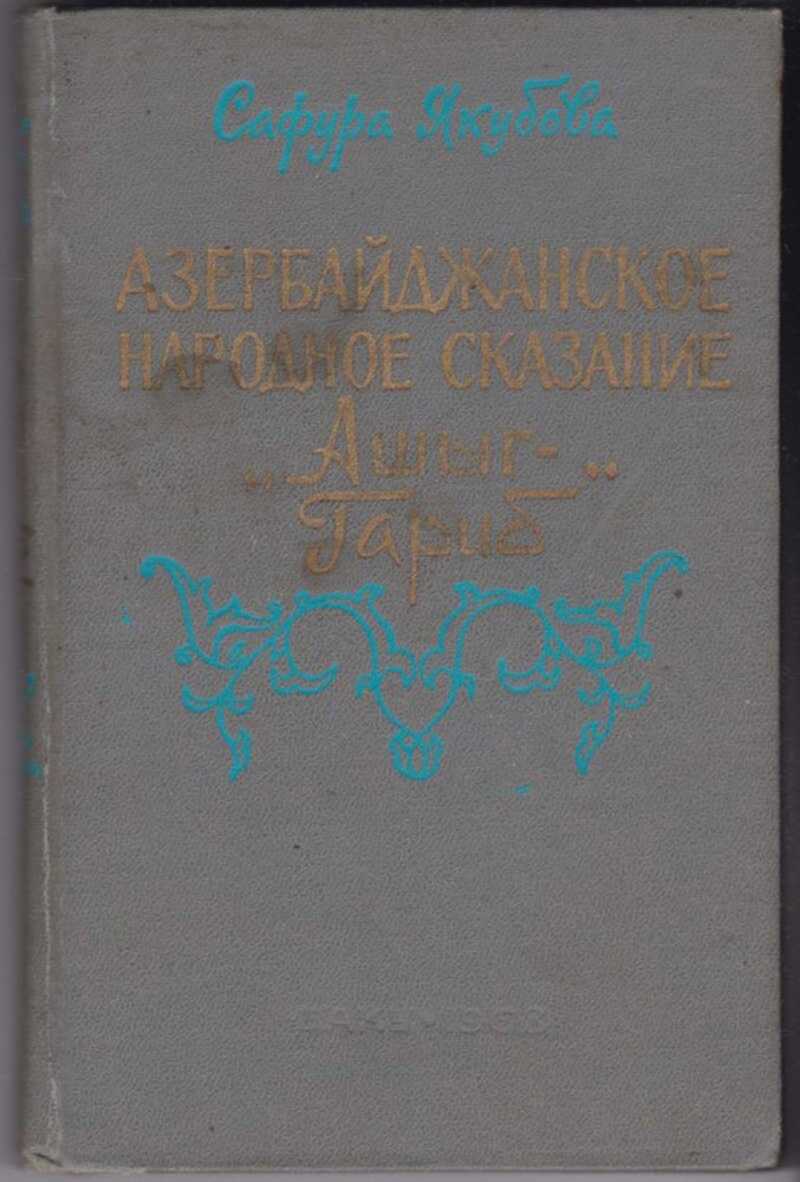 Сафура Якубова
АЗЕРБАЙДЖАНСКОЕ
НАРОДНОЕ СКАЗАНИЕ
„Ашыг-
Гариб“